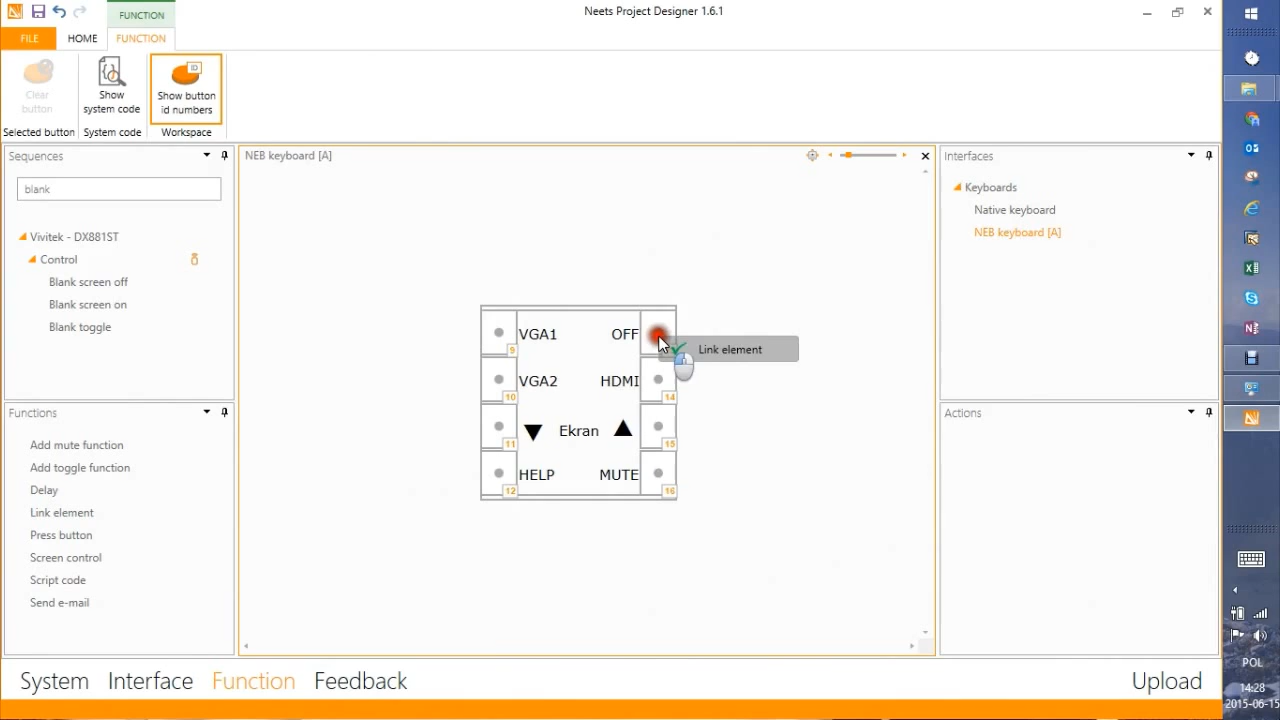 FUNCTION
Neets Project Designer 1.6.1
FILE
HOME
FUNCTION
Clear button
Show system code
ID
Show button id numbers
Selected button
System code
Workspace
Sequences
blank
Vivitek - DX881ST
Control
Blank screen off
Blank screen on
Blank toggle
Functions
Add mute function
Add toggle function
Delay
Link element
Press button
Screen control
Script code
Send e-mail
NEB keyboard [A]
VGA1
OFF
9
Link element
VGA2
HDMI
10
14
Ekran
11
15
HELP
MUTE
12
16
Interfaces
Keyboards
Native keyboard
NEB keyboard [A]
Actions
System
Interface
Function
Feedback
Upload
POL
14:28
2015-06-15